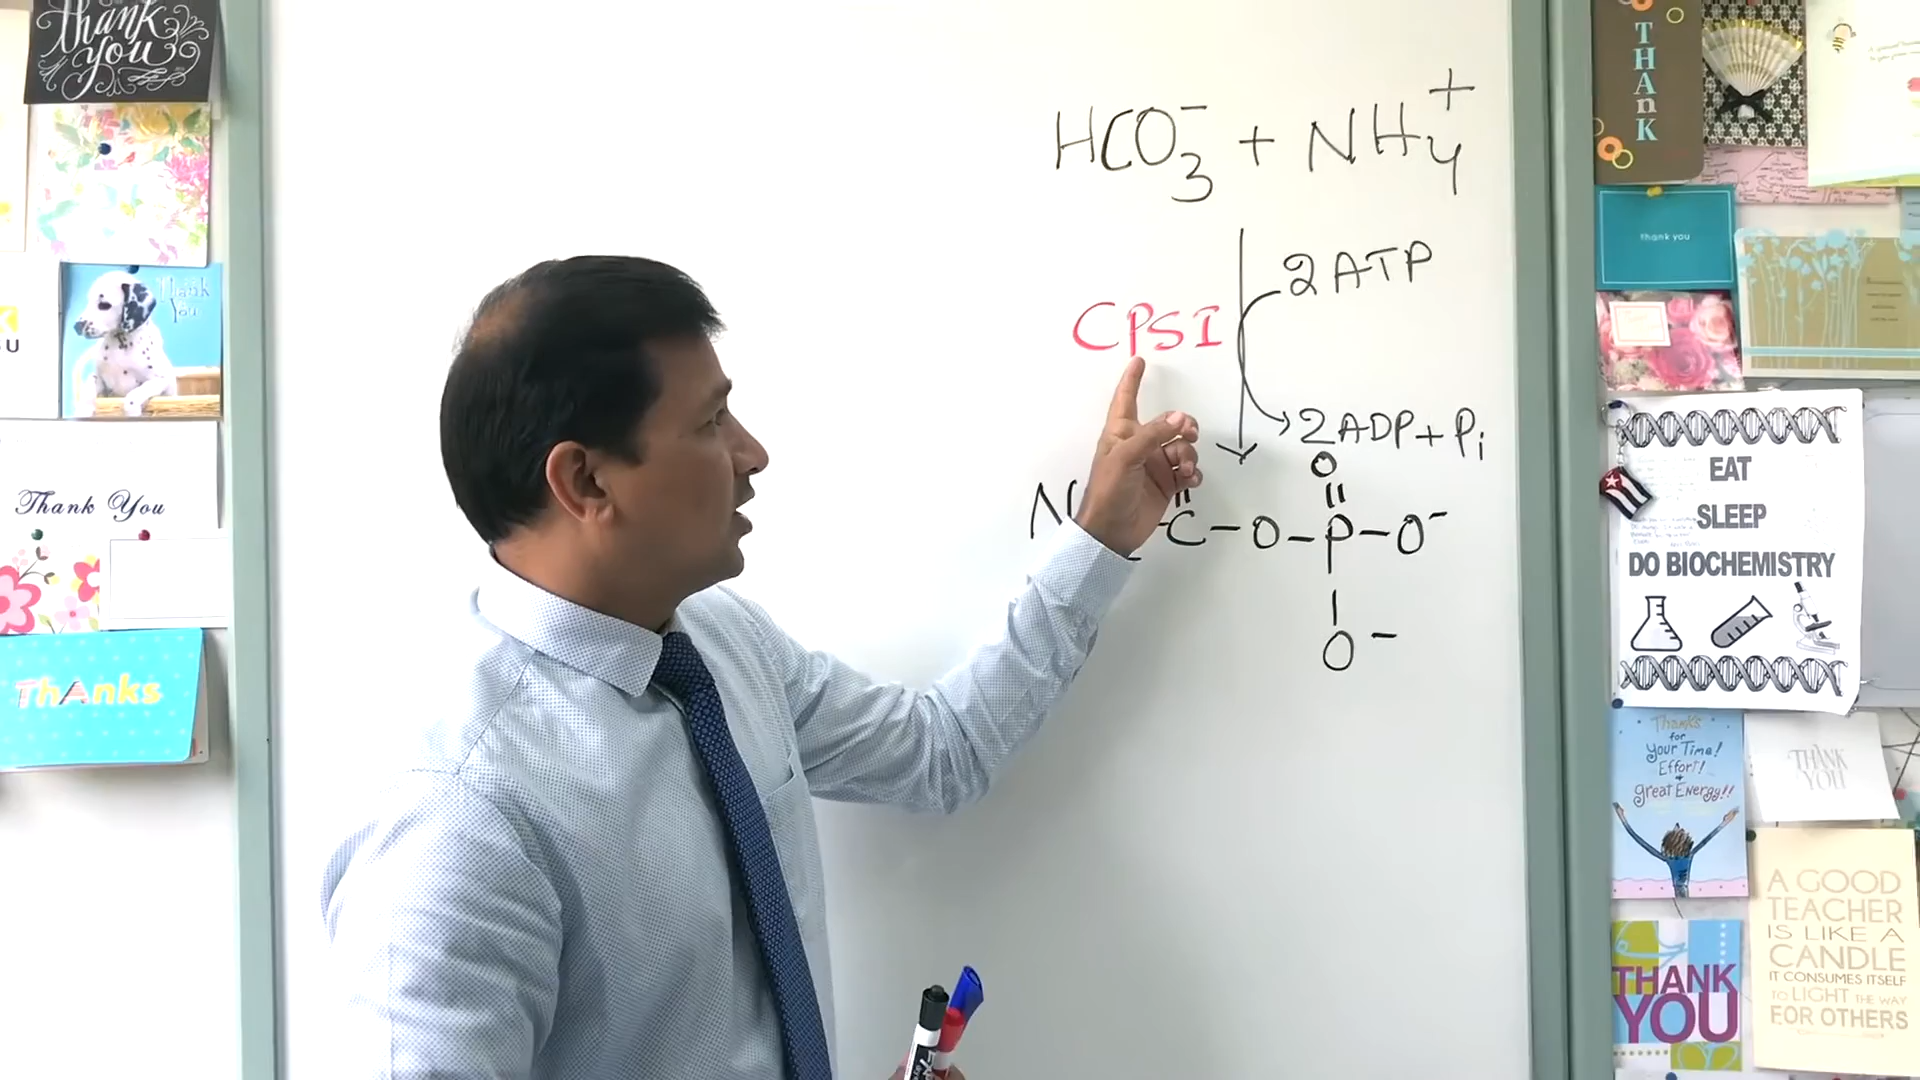 thank
you
Thank
You
Thank You
Thanks
HCO3- + NH4+
2 ATP
CPSI
2 ADP + Pi
O
N
C-O-P-O-
O-
THAnK
thank you
EAT
SLEEP
DO BIOCHEMISTRY
Thanks
for
your Time!
Effort!
+
great Energy!!
THANK
YOU
THANK
YOU
A GOOD
TEACHER
IS LIKE A
CANDLE
IT CONSUMES ITSELF
TO LIGHT THE WAY
FOR OTHERS